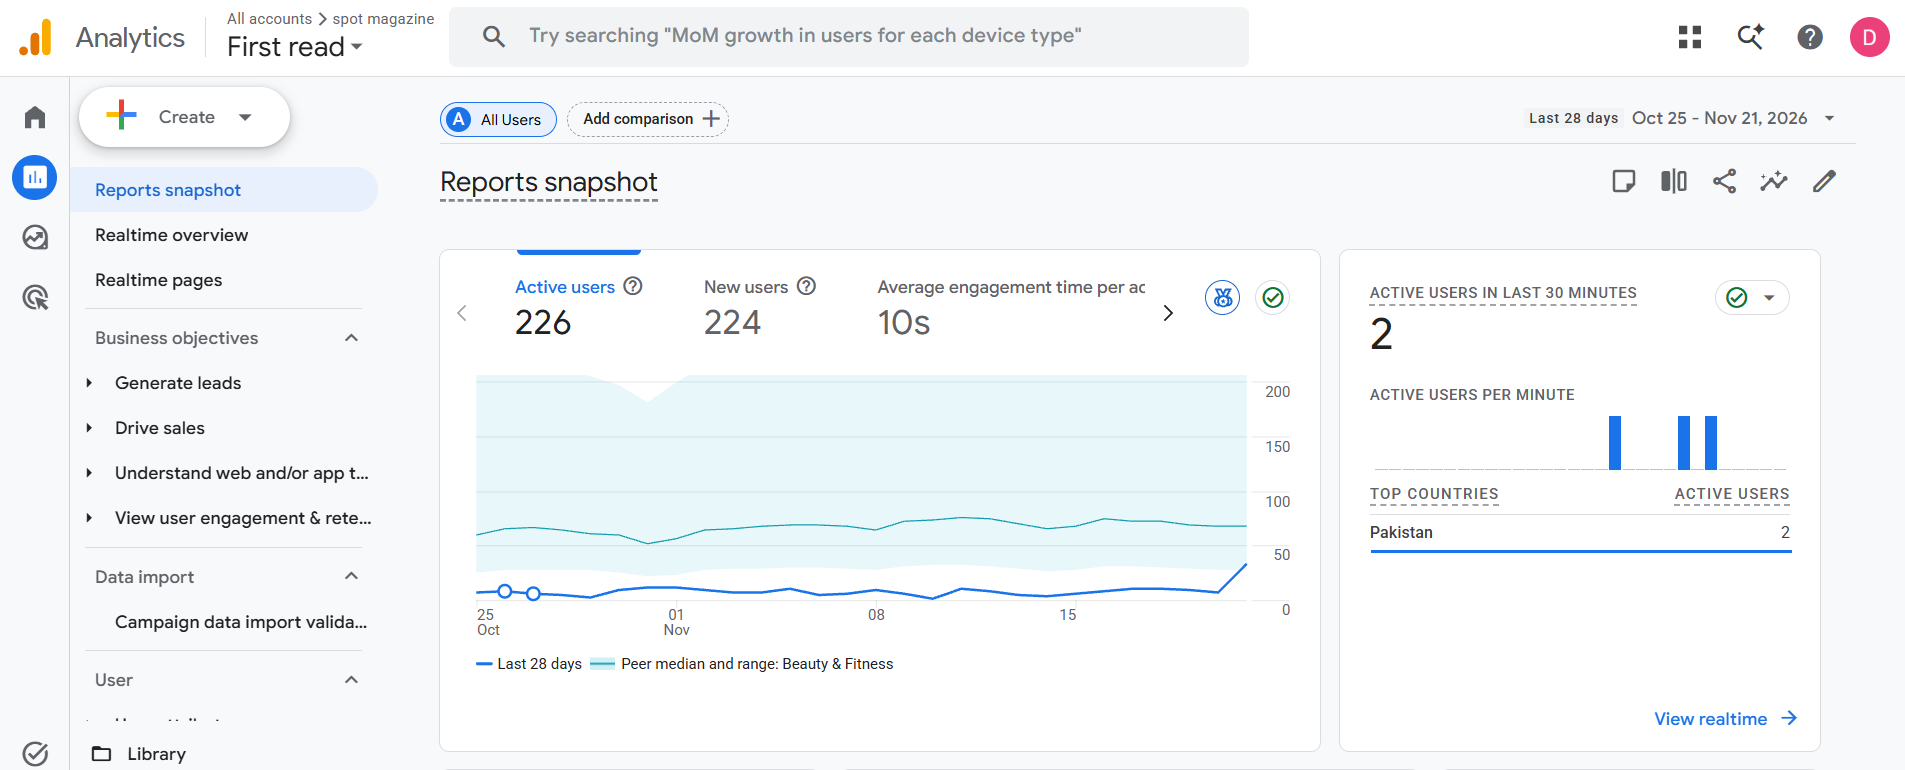 Analytics
All accounts > spot magazine
First read
Try searching "MoM growth in users for each device type"
D
Create
Reports snapshot
Realtime overview
Realtime pages
Business objectives
Generate leads
Drive sales
Understand web and/or app t...
View user engagement & rete...
Data import
Campaign data import valida...
User
Library
A All Users
Add comparison
Last 28 days Oct 25 - Nov 21, 2026
Reports snapshot
Active users
226
New users
224
Average engagement time per ac
10s
200
150
100
50
0
25 Oct
01 Nov
08
15
Last 28 days
Peer median and range: Beauty & Fitness
ACTIVE USERS IN LAST 30 MINUTES
2
ACTIVE USERS PER MINUTE
TOP COUNTRIES ACTIVE USERS
Pakistan 2
View realtime